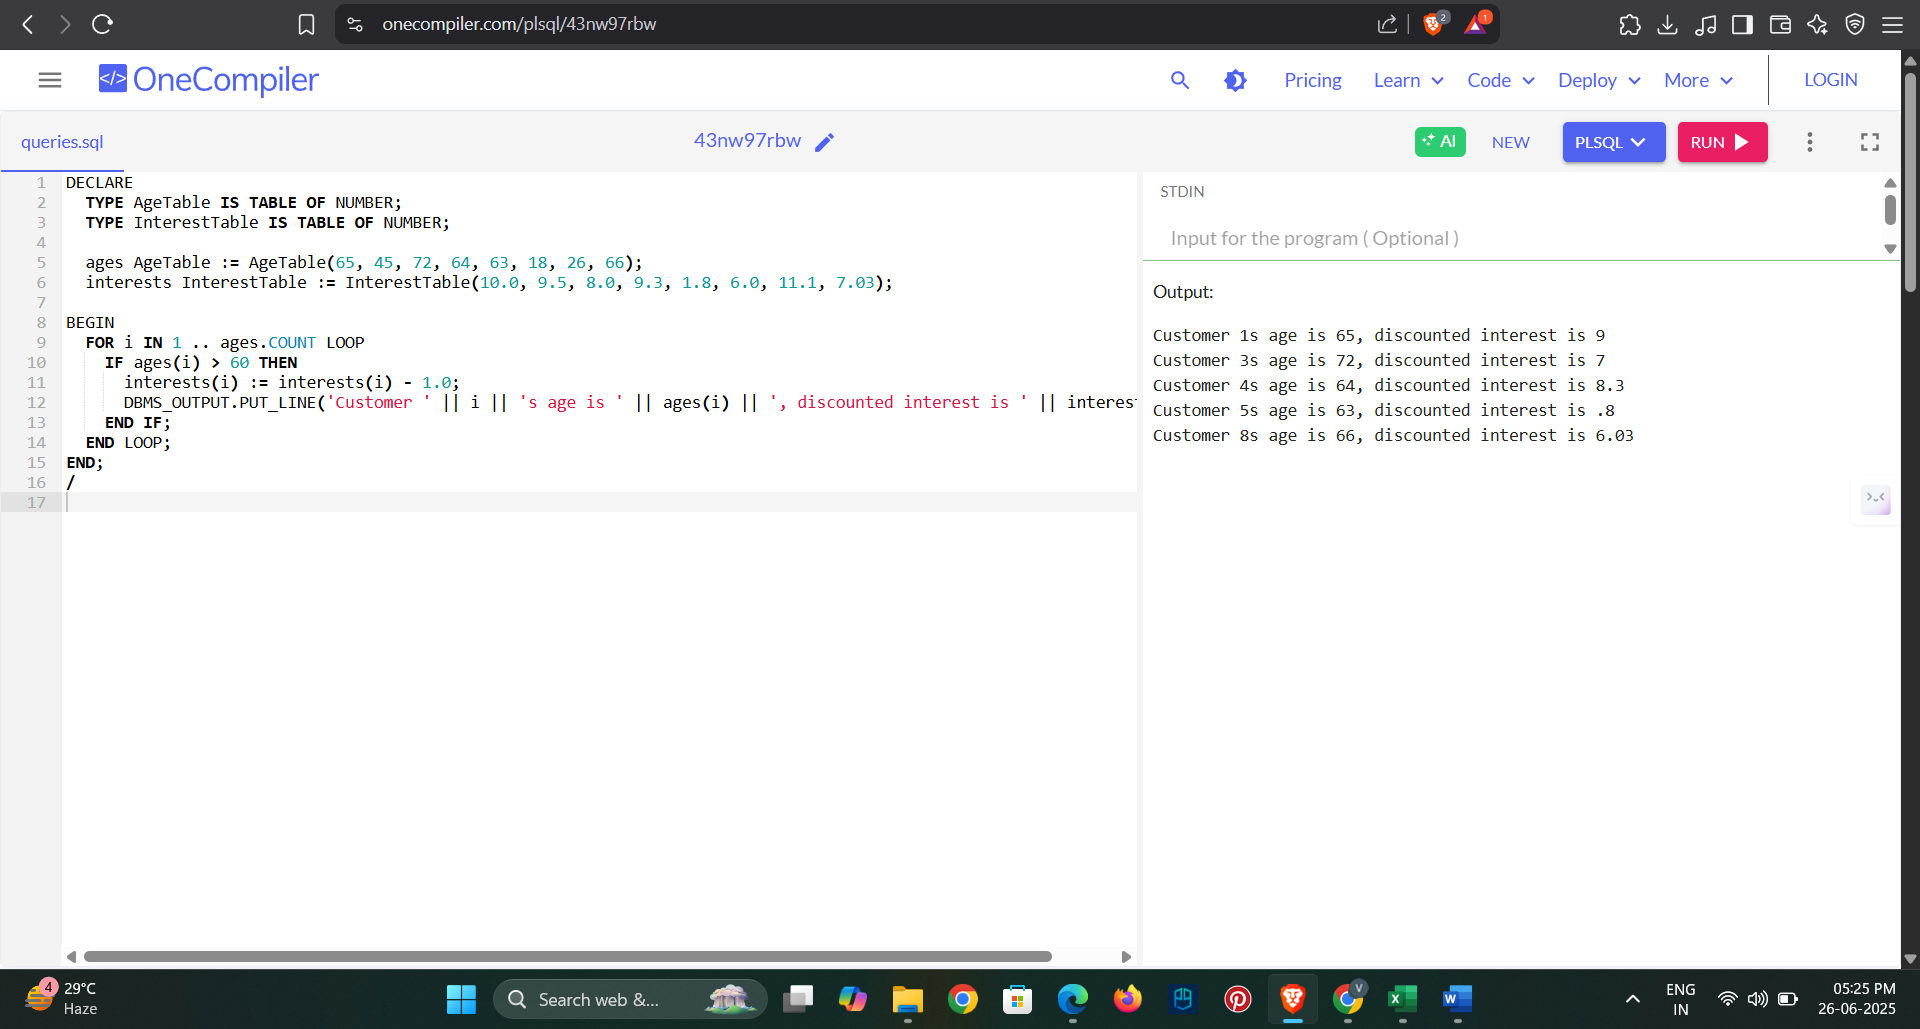 onecompiler.com/plsql/43nw97rbw
2
1
</> OneCompiler
Pricing
Learn
Code
Deploy
More
LOGIN
queries.sql
43nw97rbw
AI
NEW
PLSQL
RUN
1 DECLARE
2   TYPE AgeTable IS TABLE OF NUMBER;
3   TYPE InterestTable IS TABLE OF NUMBER;
4
5   ages AgeTable := AgeTable(65, 45, 72, 64, 63, 18, 26, 66);
6   interests InterestTable := InterestTable(10.0, 9.5, 8.0, 9.3, 1.8, 6.0, 11.1, 7.03);
7
8 BEGIN
9   FOR i IN 1 .. ages.COUNT LOOP
10     IF ages(i) > 60 THEN
11       interests(i) := interests(i) - 1.0;
12       DBMS_OUTPUT.PUT_LINE('Customer ' || i || 's age is ' || ages(i) || ', discounted interest is ' || interes
13     END IF;
14   END LOOP;
15 END;
16 /
17
STDIN
Input for the program ( Optional )
Output:
Customer 1s age is 65, discounted interest is 9
Customer 3s age is 72, discounted interest is 7
Customer 4s age is 64, discounted interest is 8.3
Customer 5s age is 63, discounted interest is .8
Customer 8s age is 66, discounted interest is 6.03
4
29°C
Haze
Search web &...
V
ENG
IN
05:25 PM
26-06-2025